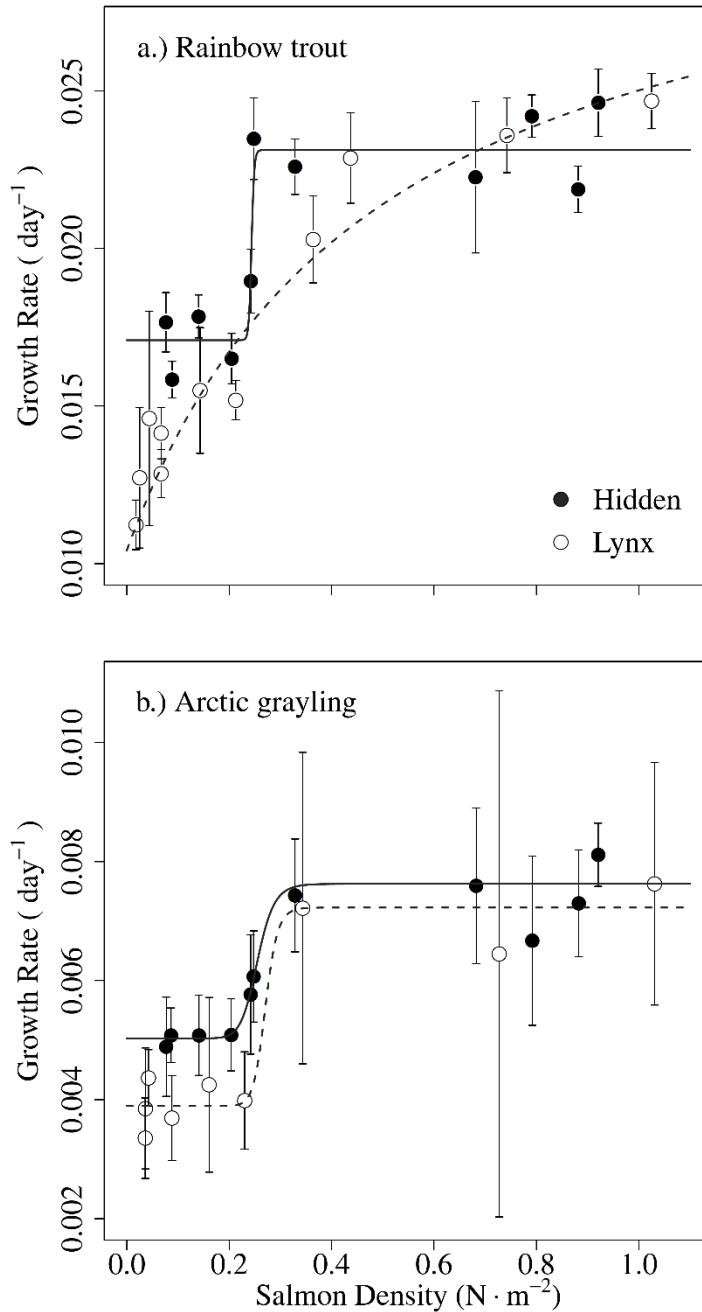 a.) Rainbow trout
Growth Rate ( day⁻¹ )
0.025
0.020
0.015
0.010
Hidden
Lynx
b.) Arctic grayling
Growth Rate ( day⁻¹ )
0.010
0.008
0.006
0.004
0.002
0.0 0.2 0.4 0.6 0.8 1.0
Salmon Density (N · m⁻²)